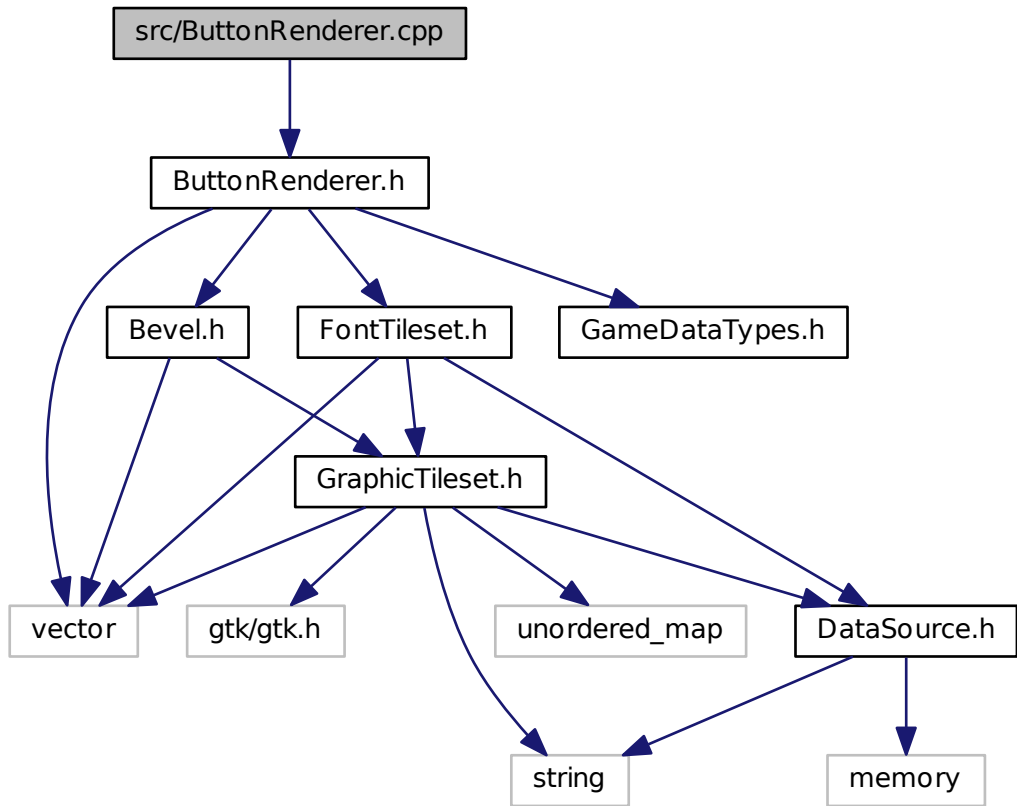 src/ButtonRenderer.cpp
ButtonRenderer.h
Bevel.h
FontTileset.h
GameDataTypes.h
GraphicTileset.h
vector
gtk/gtk.h
unordered_map
DataSource.h
string
memory